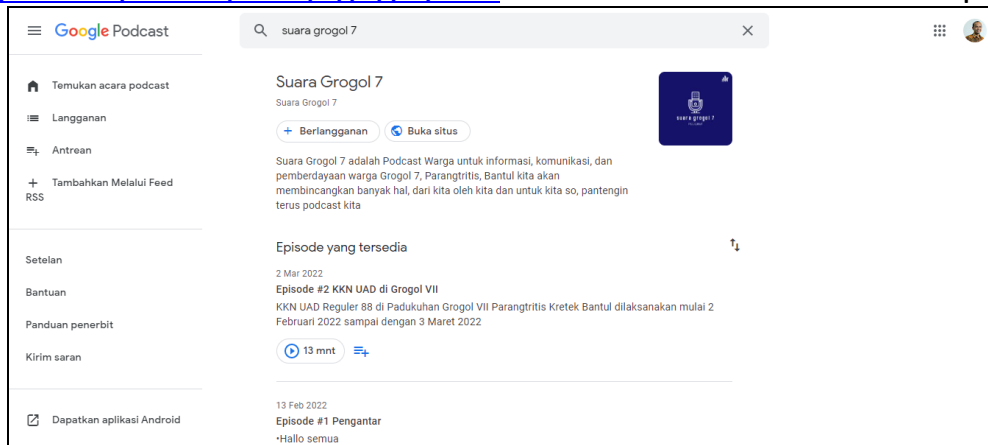 Google Podcast
suara grogol 7
Temukan acara podcast
Langganan
Antrean
Tambahkan Melalui Feed
RSS
Setelan
Bantuan
Panduan penerbit
Kirim saran
Dapatkan aplikasi Android
Suara Grogol 7
Suara Grogol 7
+ Berlangganan
Buka situs
suara grogol 7
Suara Grogol 7 adalah Podcast Warga untuk informasi, komunikasi, dan
pemberdayaan warga Grogol 7, Parangtritis, Bantul kita akan
membincangkan banyak hal, dari kita oleh kita dan untuk kita so, pantengin
terus podcast kita
Episode yang tersedia
2 Mar 2022
Episode #2 KKN UAD di Grogol VII
KKN UAD Reguler 88 di Padukuhan Grogol VII Parangtritis Kretek Bantul dilaksanakan mulai 2
Februari 2022 sampai dengan 3 Maret 2022
13 mnt
13 Feb 2022
Episode #1 Pengantar
•Hallo semua